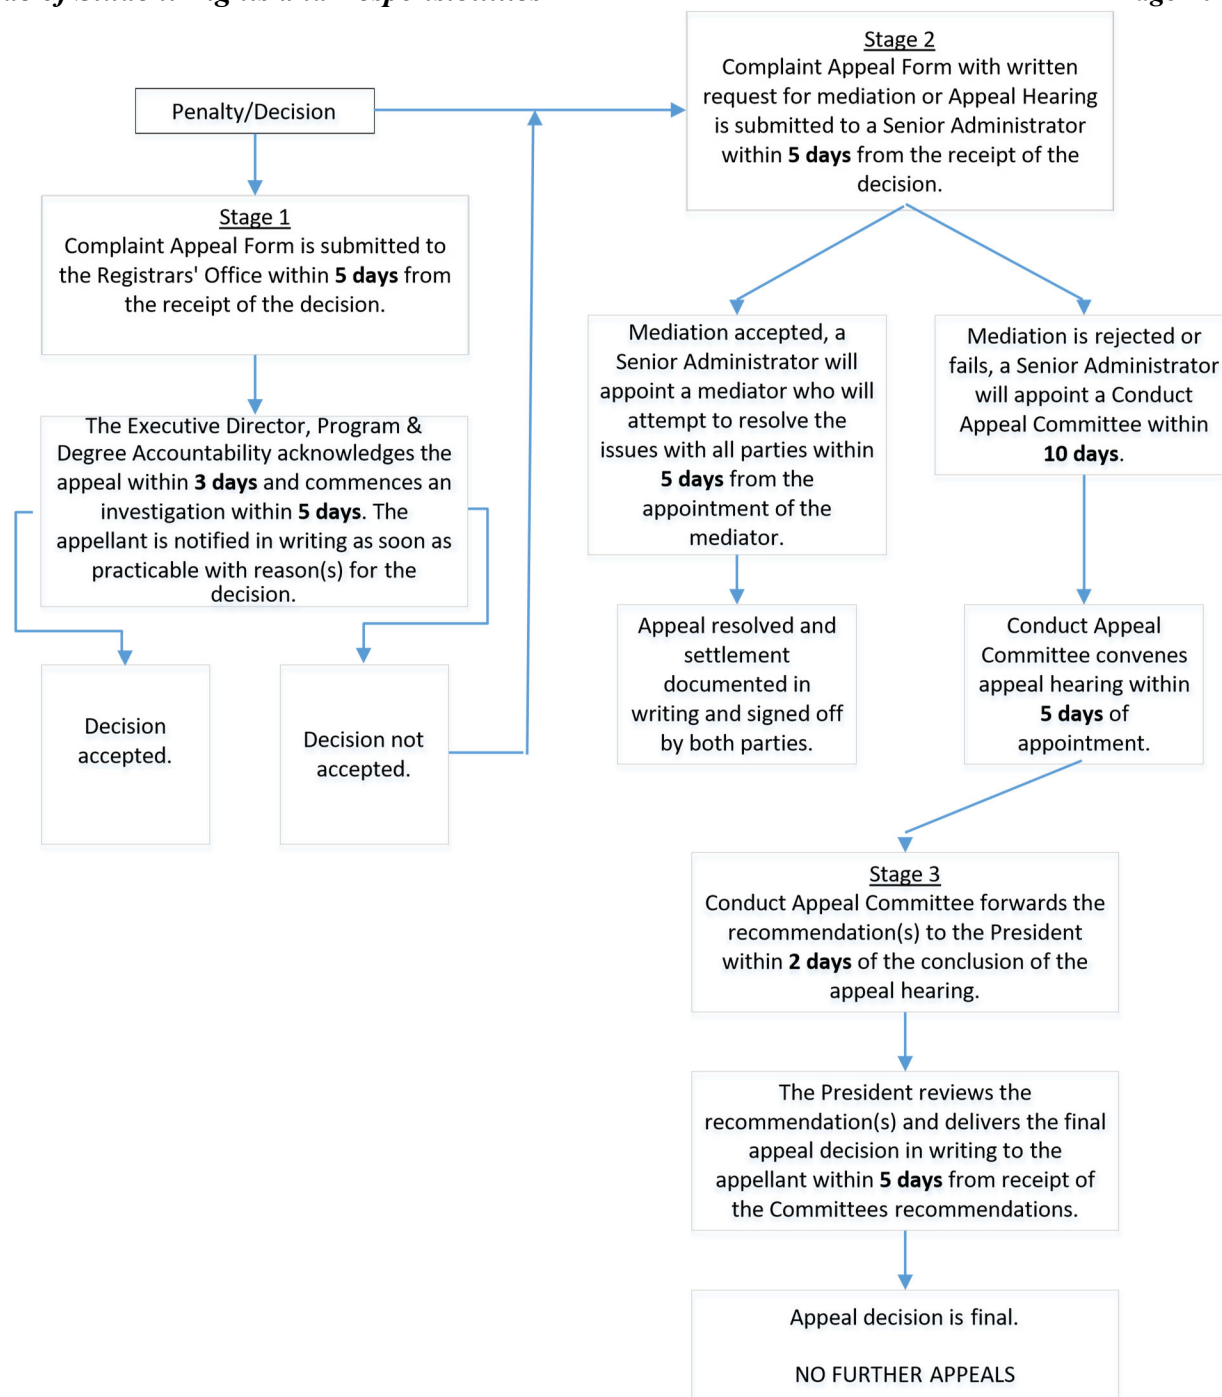 Penalty/Decision
Stage 1
Complaint Appeal Form is submitted to
the Registrars' Office within 5 days from
the receipt of the decision.
The Executive Director, Program &
Degree Accountability acknowledges the
appeal within 3 days and commences an
investigation within 5 days. The
appellant is notified in writing as soon as
practicable with reason(s) for the
decision.
Decision
accepted.
Decision not
accepted.
Stage 2
Complaint Appeal Form with written
request for mediation or Appeal Hearing
is submitted to a Senior Administrator
within 5 days from the receipt of the
decision.
Mediation accepted, a
Senior Administrator will
appoint a mediator who will
attempt to resolve the
issues with all parties within
5 days from the
appointment of the
mediator.
Appeal resolved and
settlement
documented in
writing and signed off
by both parties.
Mediation is rejected or
fails, a Senior Administrator
will appoint a Conduct
Appeal Committee within
10 days.
Conduct Appeal
Committee convenes
appeal hearing within
5 days of
appointment.
Stage 3
Conduct Appeal Committee forwards the
recommendation(s) to the President
within 2 days of the conclusion of the
appeal hearing.
The President reviews the
recommendation(s) and delivers the final
appeal decision in writing to the
appellant within 5 days from receipt of
the Committees recommendations.
Appeal decision is final.
NO FURTHER APPEALS